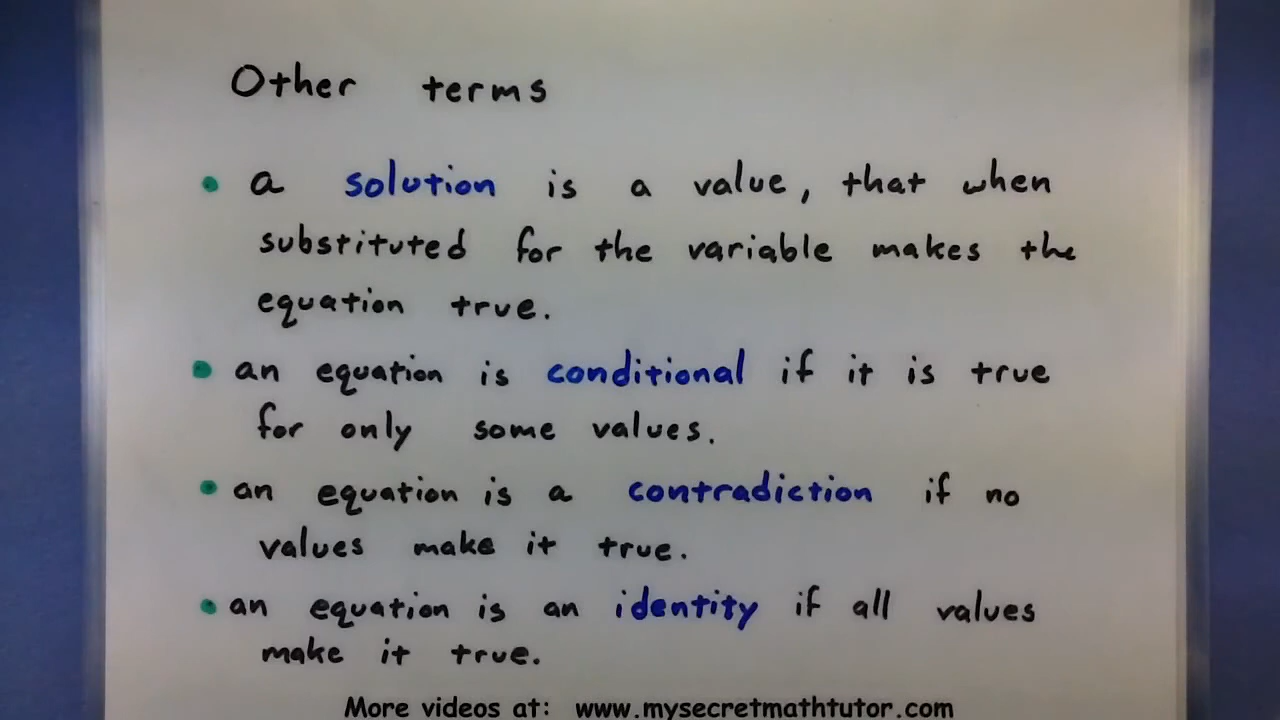 Other terms
• a solution is a value, that when
substituted for the variable makes the
equation true.
• an equation is conditional if it is true
for only some values.
• an equation is a contradiction if no
values make it true.
• an equation is an identity if all values
make it true.
More videos at: www.mysecretmathtutor.com